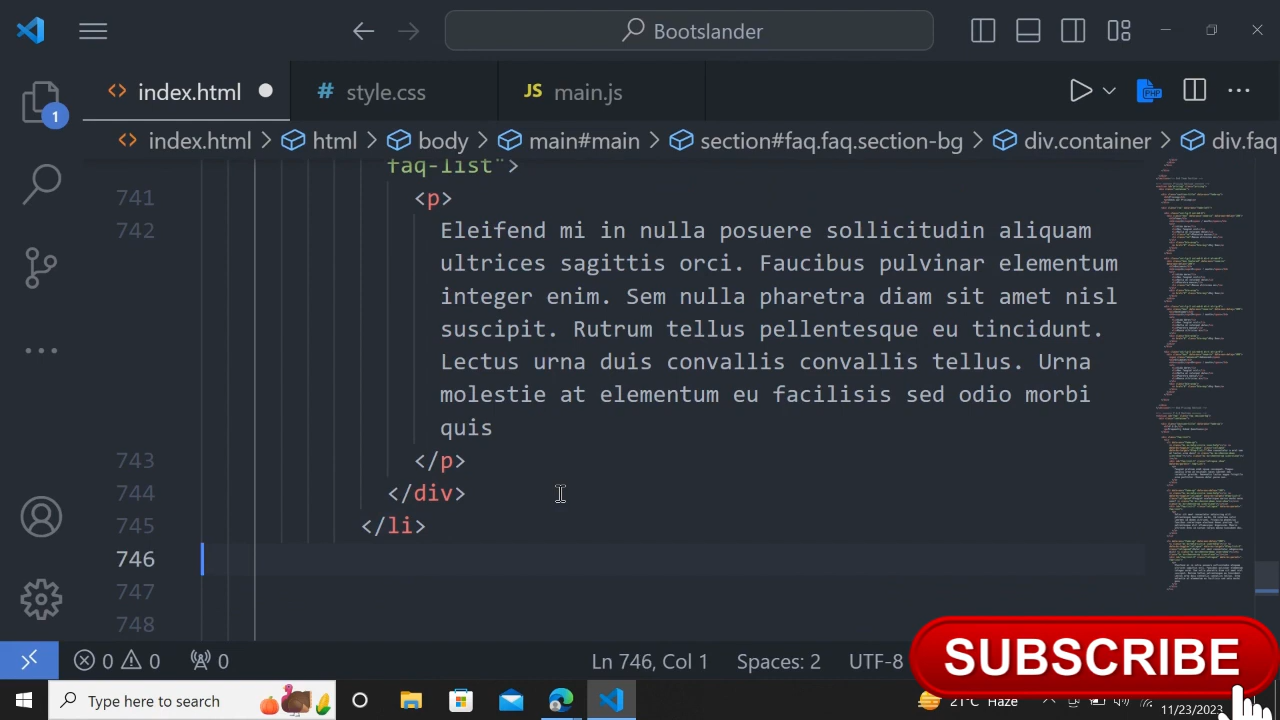 Bootslander
index.html
# style.css
JS main.js
PHP
1
index.html > html > body > main#main > section#faq.faq.section-bg > div.container > div.faq
faq-list">
741 <p>
742 Eleifend mi in nulla posuere sollicitudin aliquam
ultrices sagittis orci. Faucibus pulvinar elementum
integer enim. Sem nulla pharetra diam sit amet nisl
suscipit. Rutrum tellus pellentesque eu tincidunt.
Lectus urna duis convallis convallis tellus. Urna
molestie at elementum eu facilisis sed odio morbi
quis
743 </p>
744 </div>
745 </li>
746
747
748
0 0 0
Ln 746, Col 1 Spaces: 2 UTF-8
SUBSCRIBE
Type here to search
21°C Haze
11/23/2023